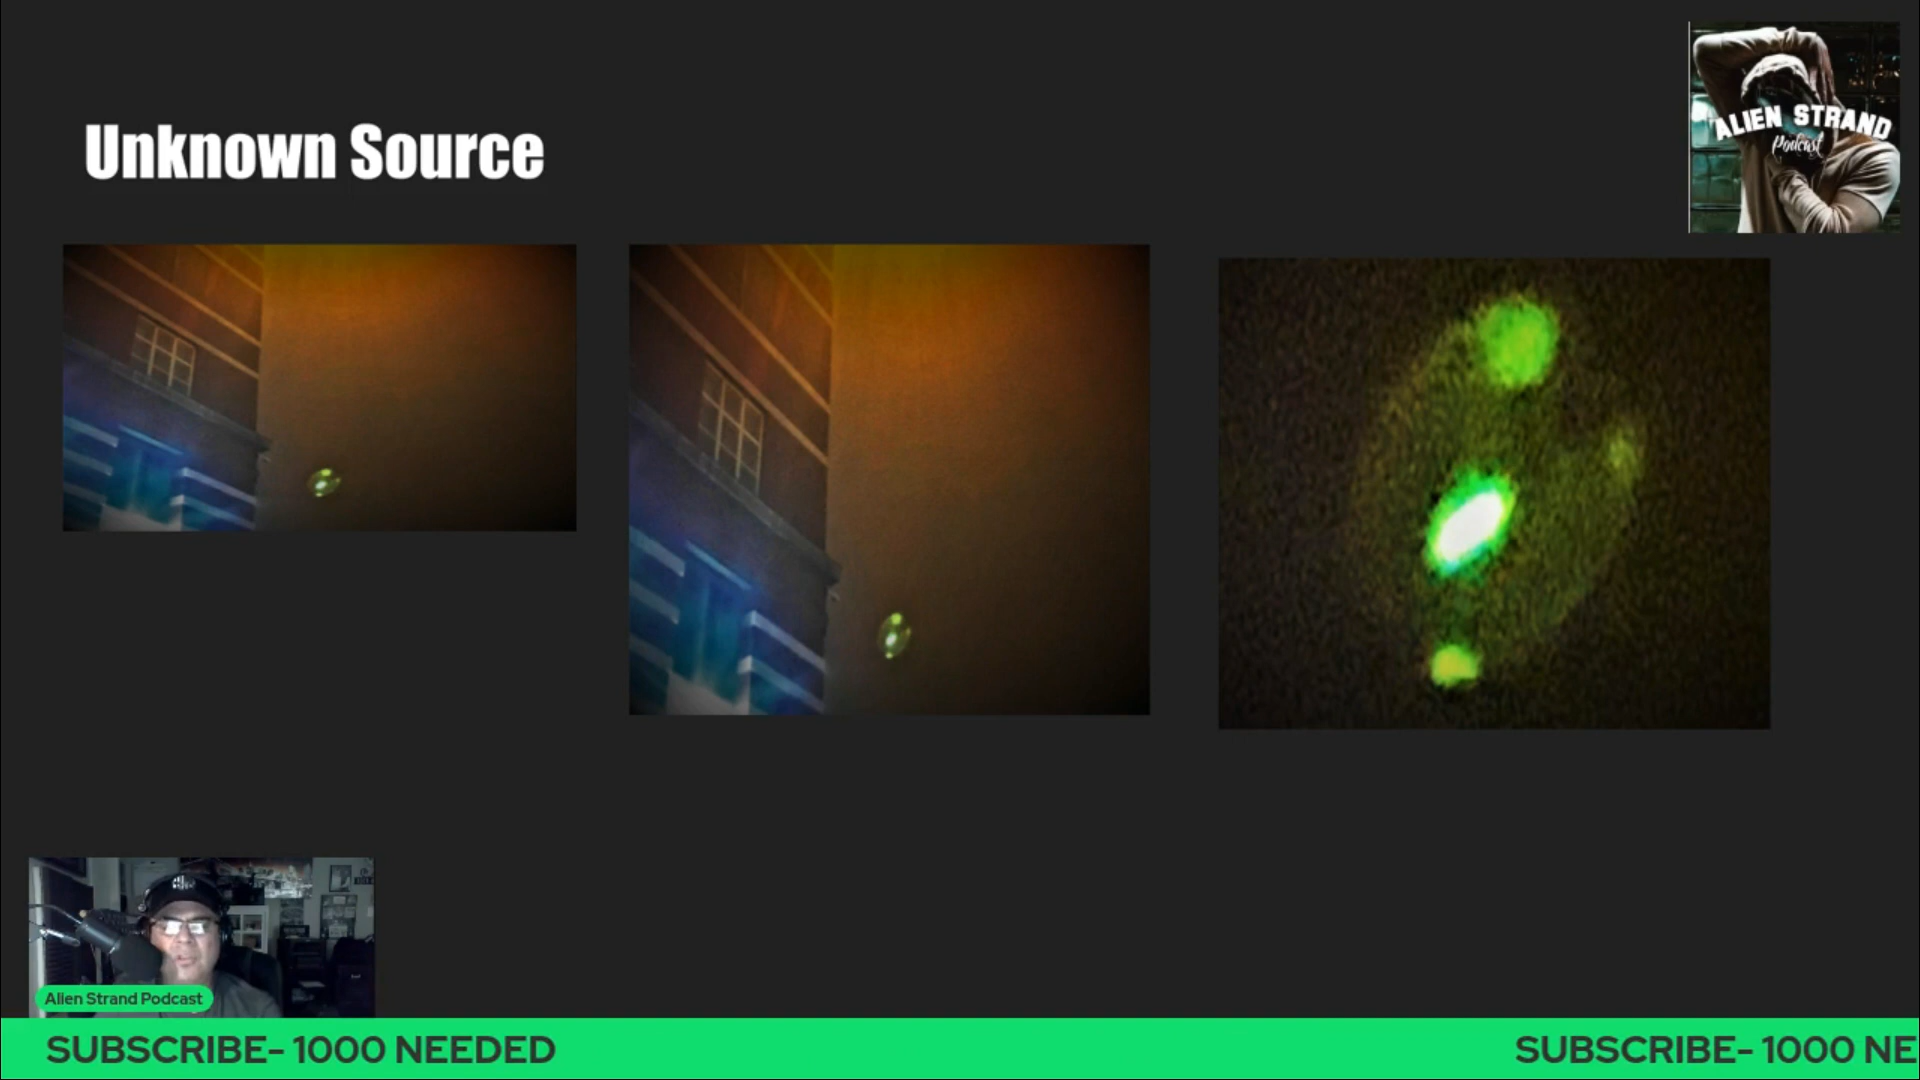 Unknown Source
ALIEN STRAND
Podcast
Alien Strand Podcast
SUBSCRIBE- 1000 NEEDED
SUBSCRIBE- 1000 NE